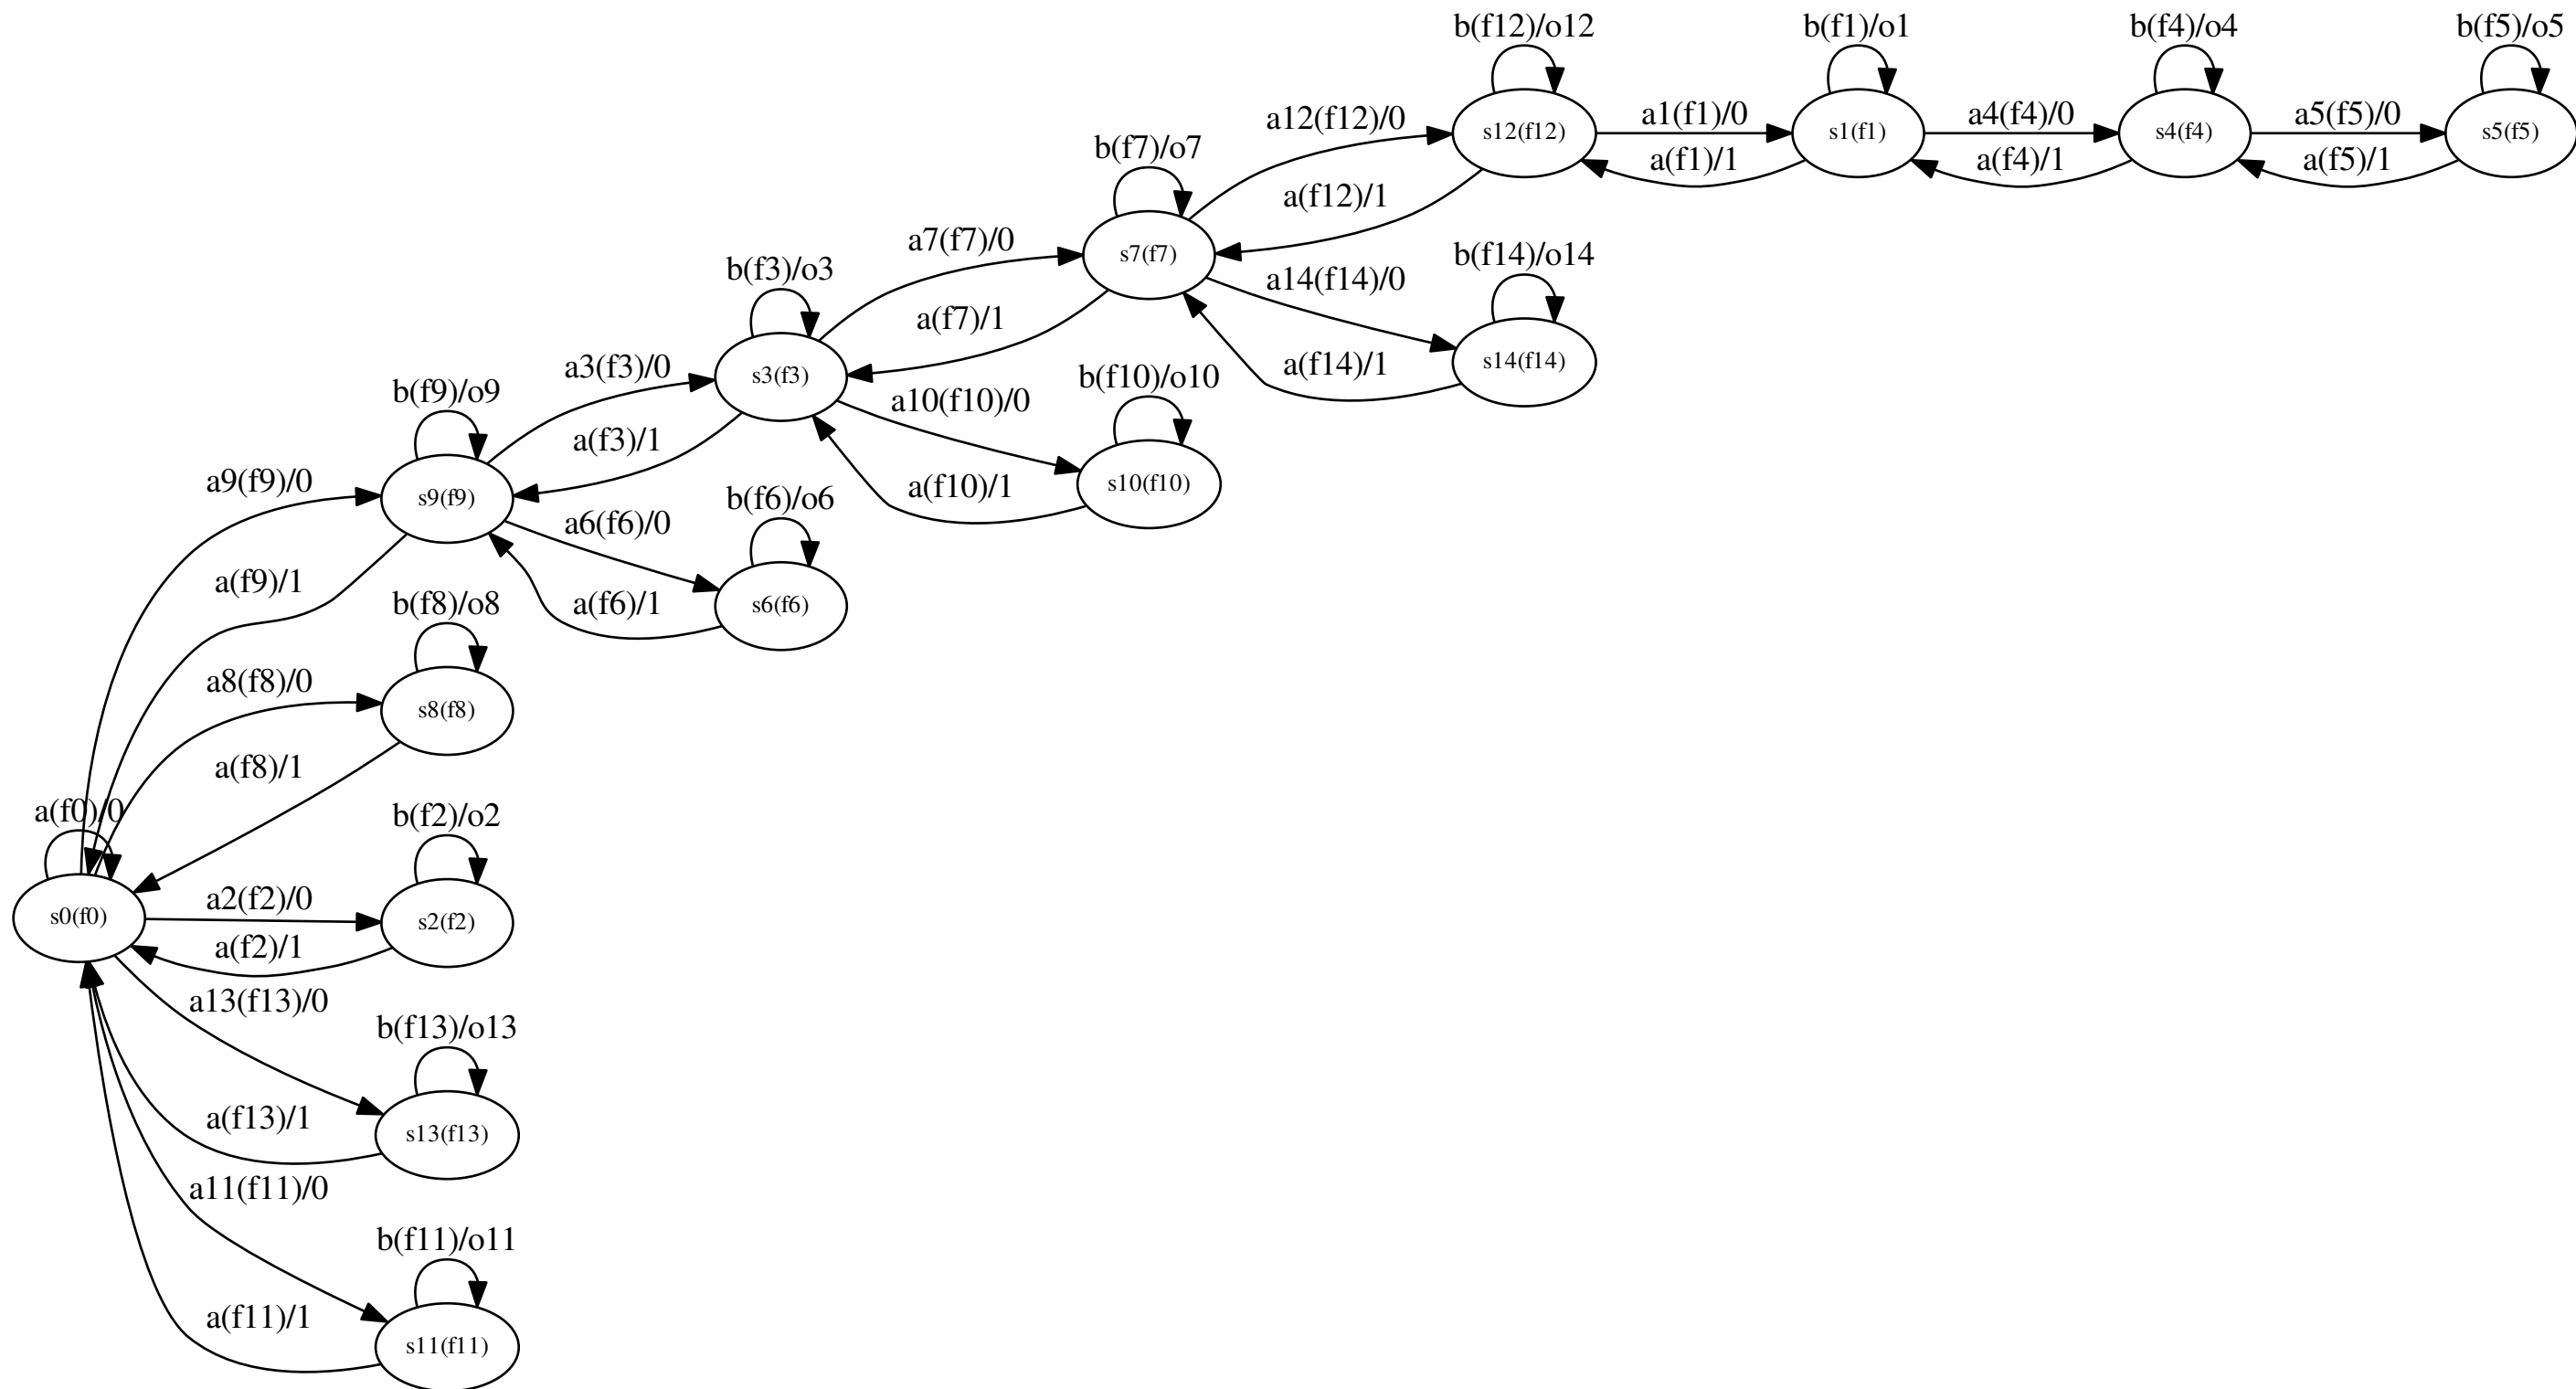 b(f12)/o12
b(f1)/o1
b(f4)/o4
b(f5)/o5
a12(f12)/0
s12(f12)
a1(f1)/0
s1(f1)
a4(f4)/0
s4(f4)
a5(f5)/0
s5(f5)
b(f7)/o7
a(f1)/1
a(f4)/1
a(f5)/1
a(f12)/1
a7(f7)/0
s7(f7)
b(f14)/o14
b(f3)/o3
a14(f14)/0
a(f7)/1
a3(f3)/0
s3(f3)
a(f14)/1
s14(f14)
b(f9)/o9
b(f10)/o10
a10(f10)/0
a(f3)/1
a9(f9)/0
s9(f9)
a(f10)/1
s10(f10)
b(f6)/o6
a6(f6)/0
a(f9)/1
b(f8)/o8
a(f6)/1
s6(f6)
a8(f8)/0
s8(f8)
a(f8)/1
a(f0)/0
b(f2)/o2
a2(f2)/0
s0(f0)
s2(f2)
a(f2)/1
a13(f13)/0
b(f13)/o13
a(f13)/1
s13(f13)
a11(f11)/0
b(f11)/o11
a(f11)/1
s11(f11)